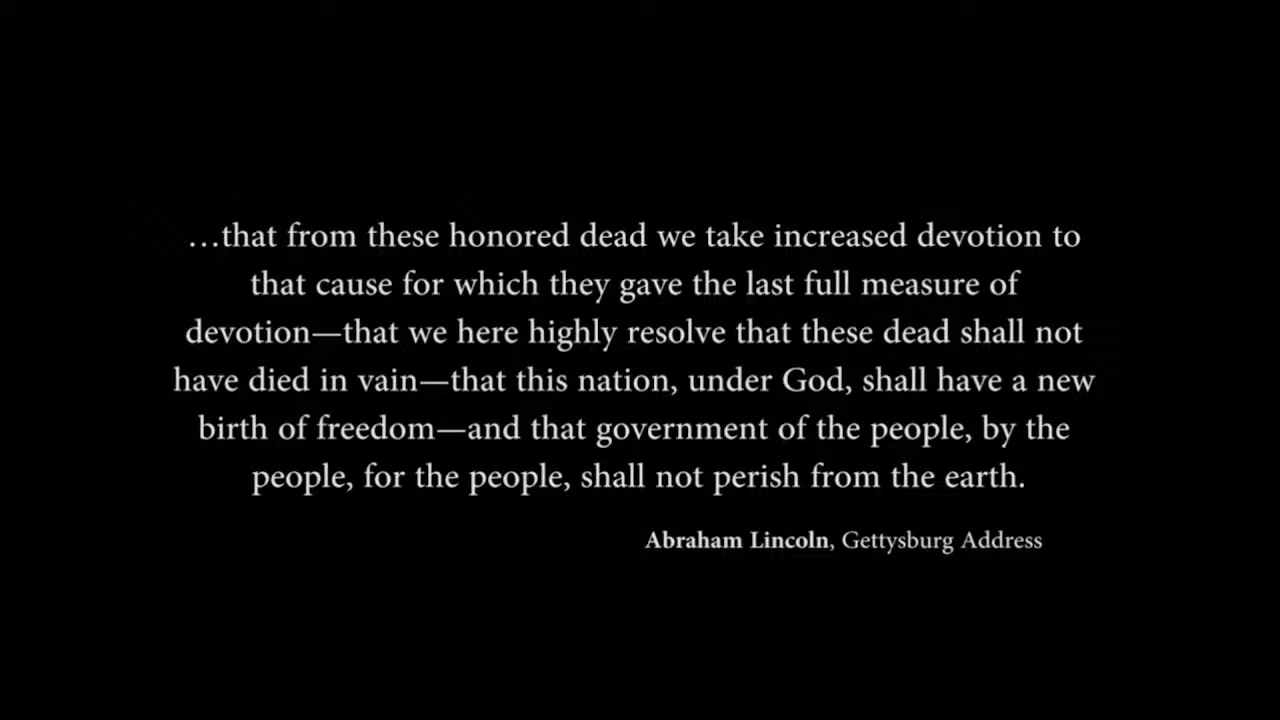 …that from these honored dead we take increased devotion to
that cause for which they gave the last full measure of
devotion—that we here highly resolve that these dead shall not
have died in vain—that this nation, under God, shall have a new
birth of freedom—and that government of the people, by the
people, for the people, shall not perish from the earth.
Abraham Lincoln, Gettysburg Address